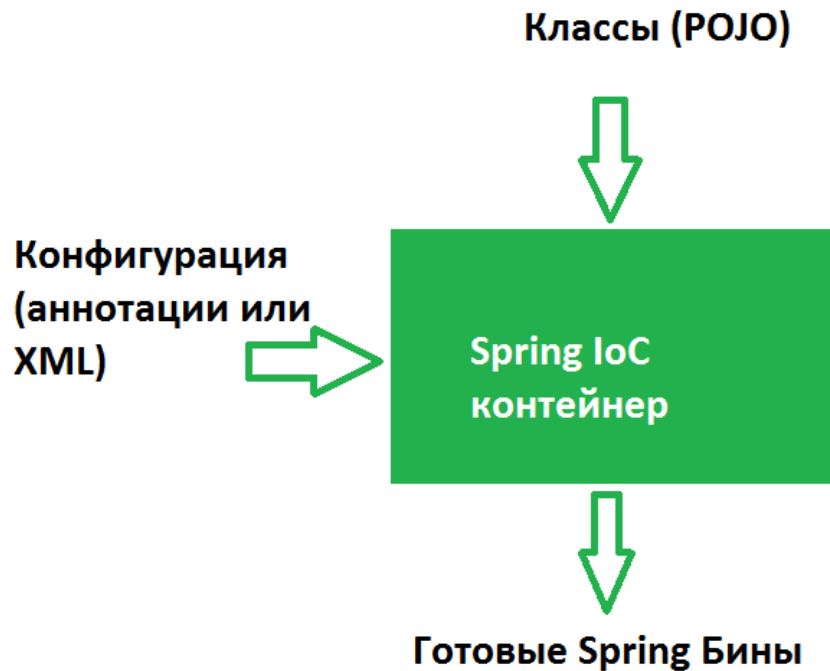 Классы (POJO)
Конфигурация
(аннотации или
XML)
Spring IoC
контейнер
Готовые Spring Бины